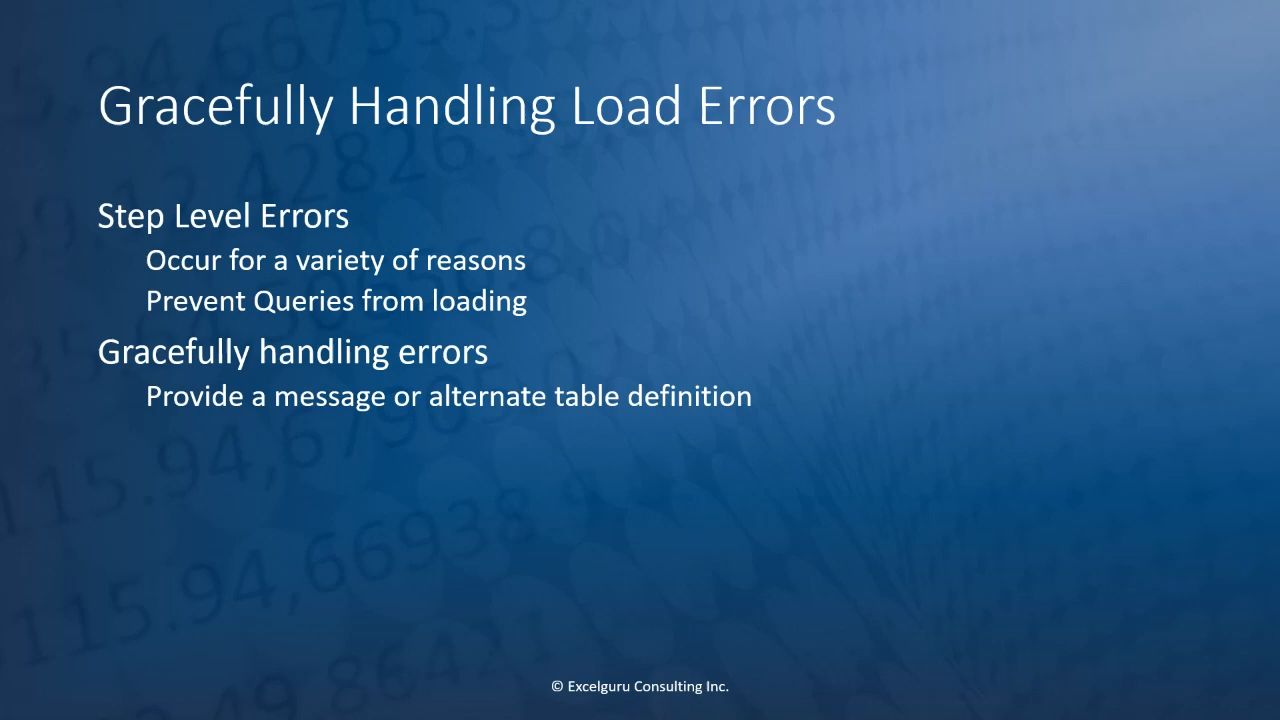 Gracefully Handling Load Errors
Step Level Errors
Occur for a variety of reasons
Prevent Queries from loading
Gracefully handling errors
Provide a message or alternate table definition
© Excelguru Consulting Inc.